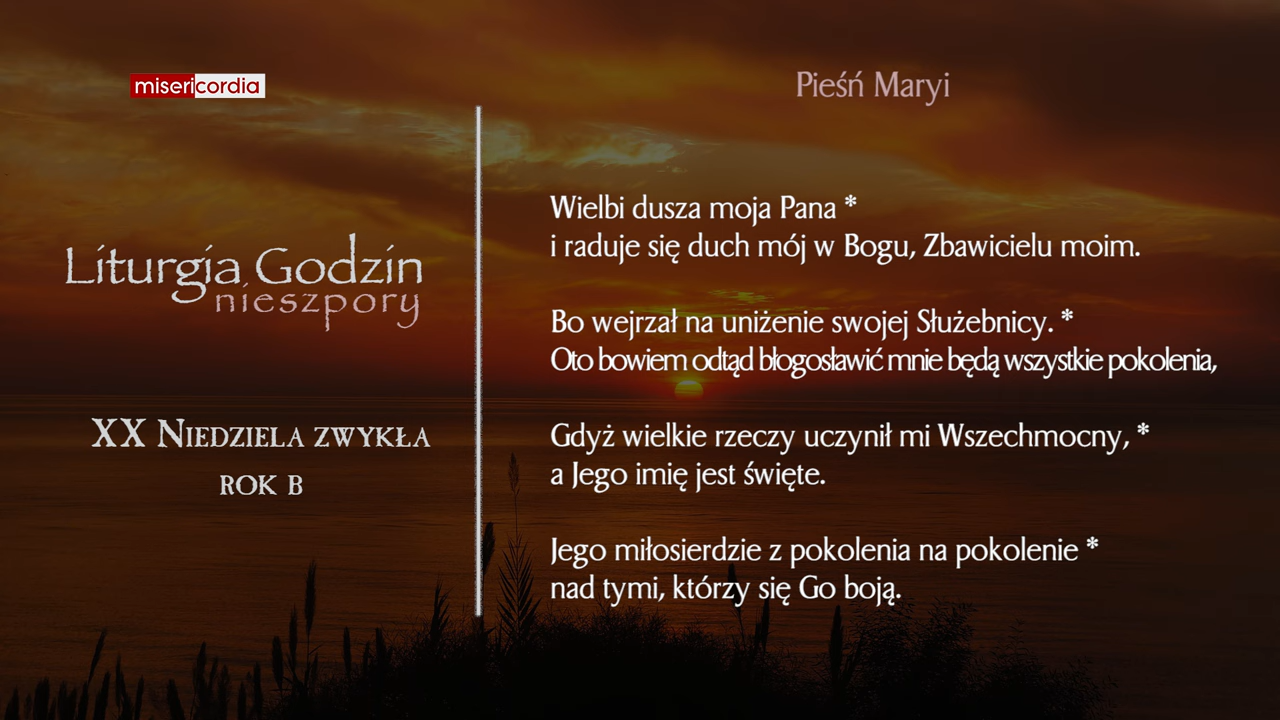 misericordia
Liturgia Godzin
nieszpory
XX Niedziela zwykła
rok B
Pieśń Maryi
Wielbi dusza moja Pana *
i raduje się duch mój w Bogu, Zbawicielu moim.
Bo wejrzał na uniżenie swojej Służebnicy. *
Oto bowiem odtąd błogosławić mnie będą wszystkie pokolenia,
Gdyż wielkie rzeczy uczynił mi Wszechmocny, *
a Jego imię jest święte.
Jego miłosierdzie z pokolenia na pokolenie *
nad tymi, którzy się Go boją.